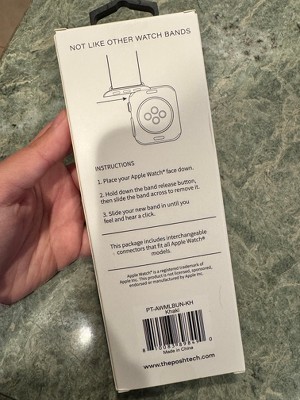 NOT LIKE OTHER WATCH BANDS
INSTRUCTIONS
1. Place your Apple Watch® face down.
2. Hold down the band release button,
then slide the band across to remove it.
3. Slide your new band in until you
feel and hear a click.
This package includes interchangeable
connectors that fit all Apple Watch®
models.
Apple Watch® is a registered trademark of
Apple Inc. This product is not licensed, sponsored,
endorsed or manufactured by Apple Inc.
PT-AWMLBUN-KH
Khaki
Made in China
www.theposhtech.com